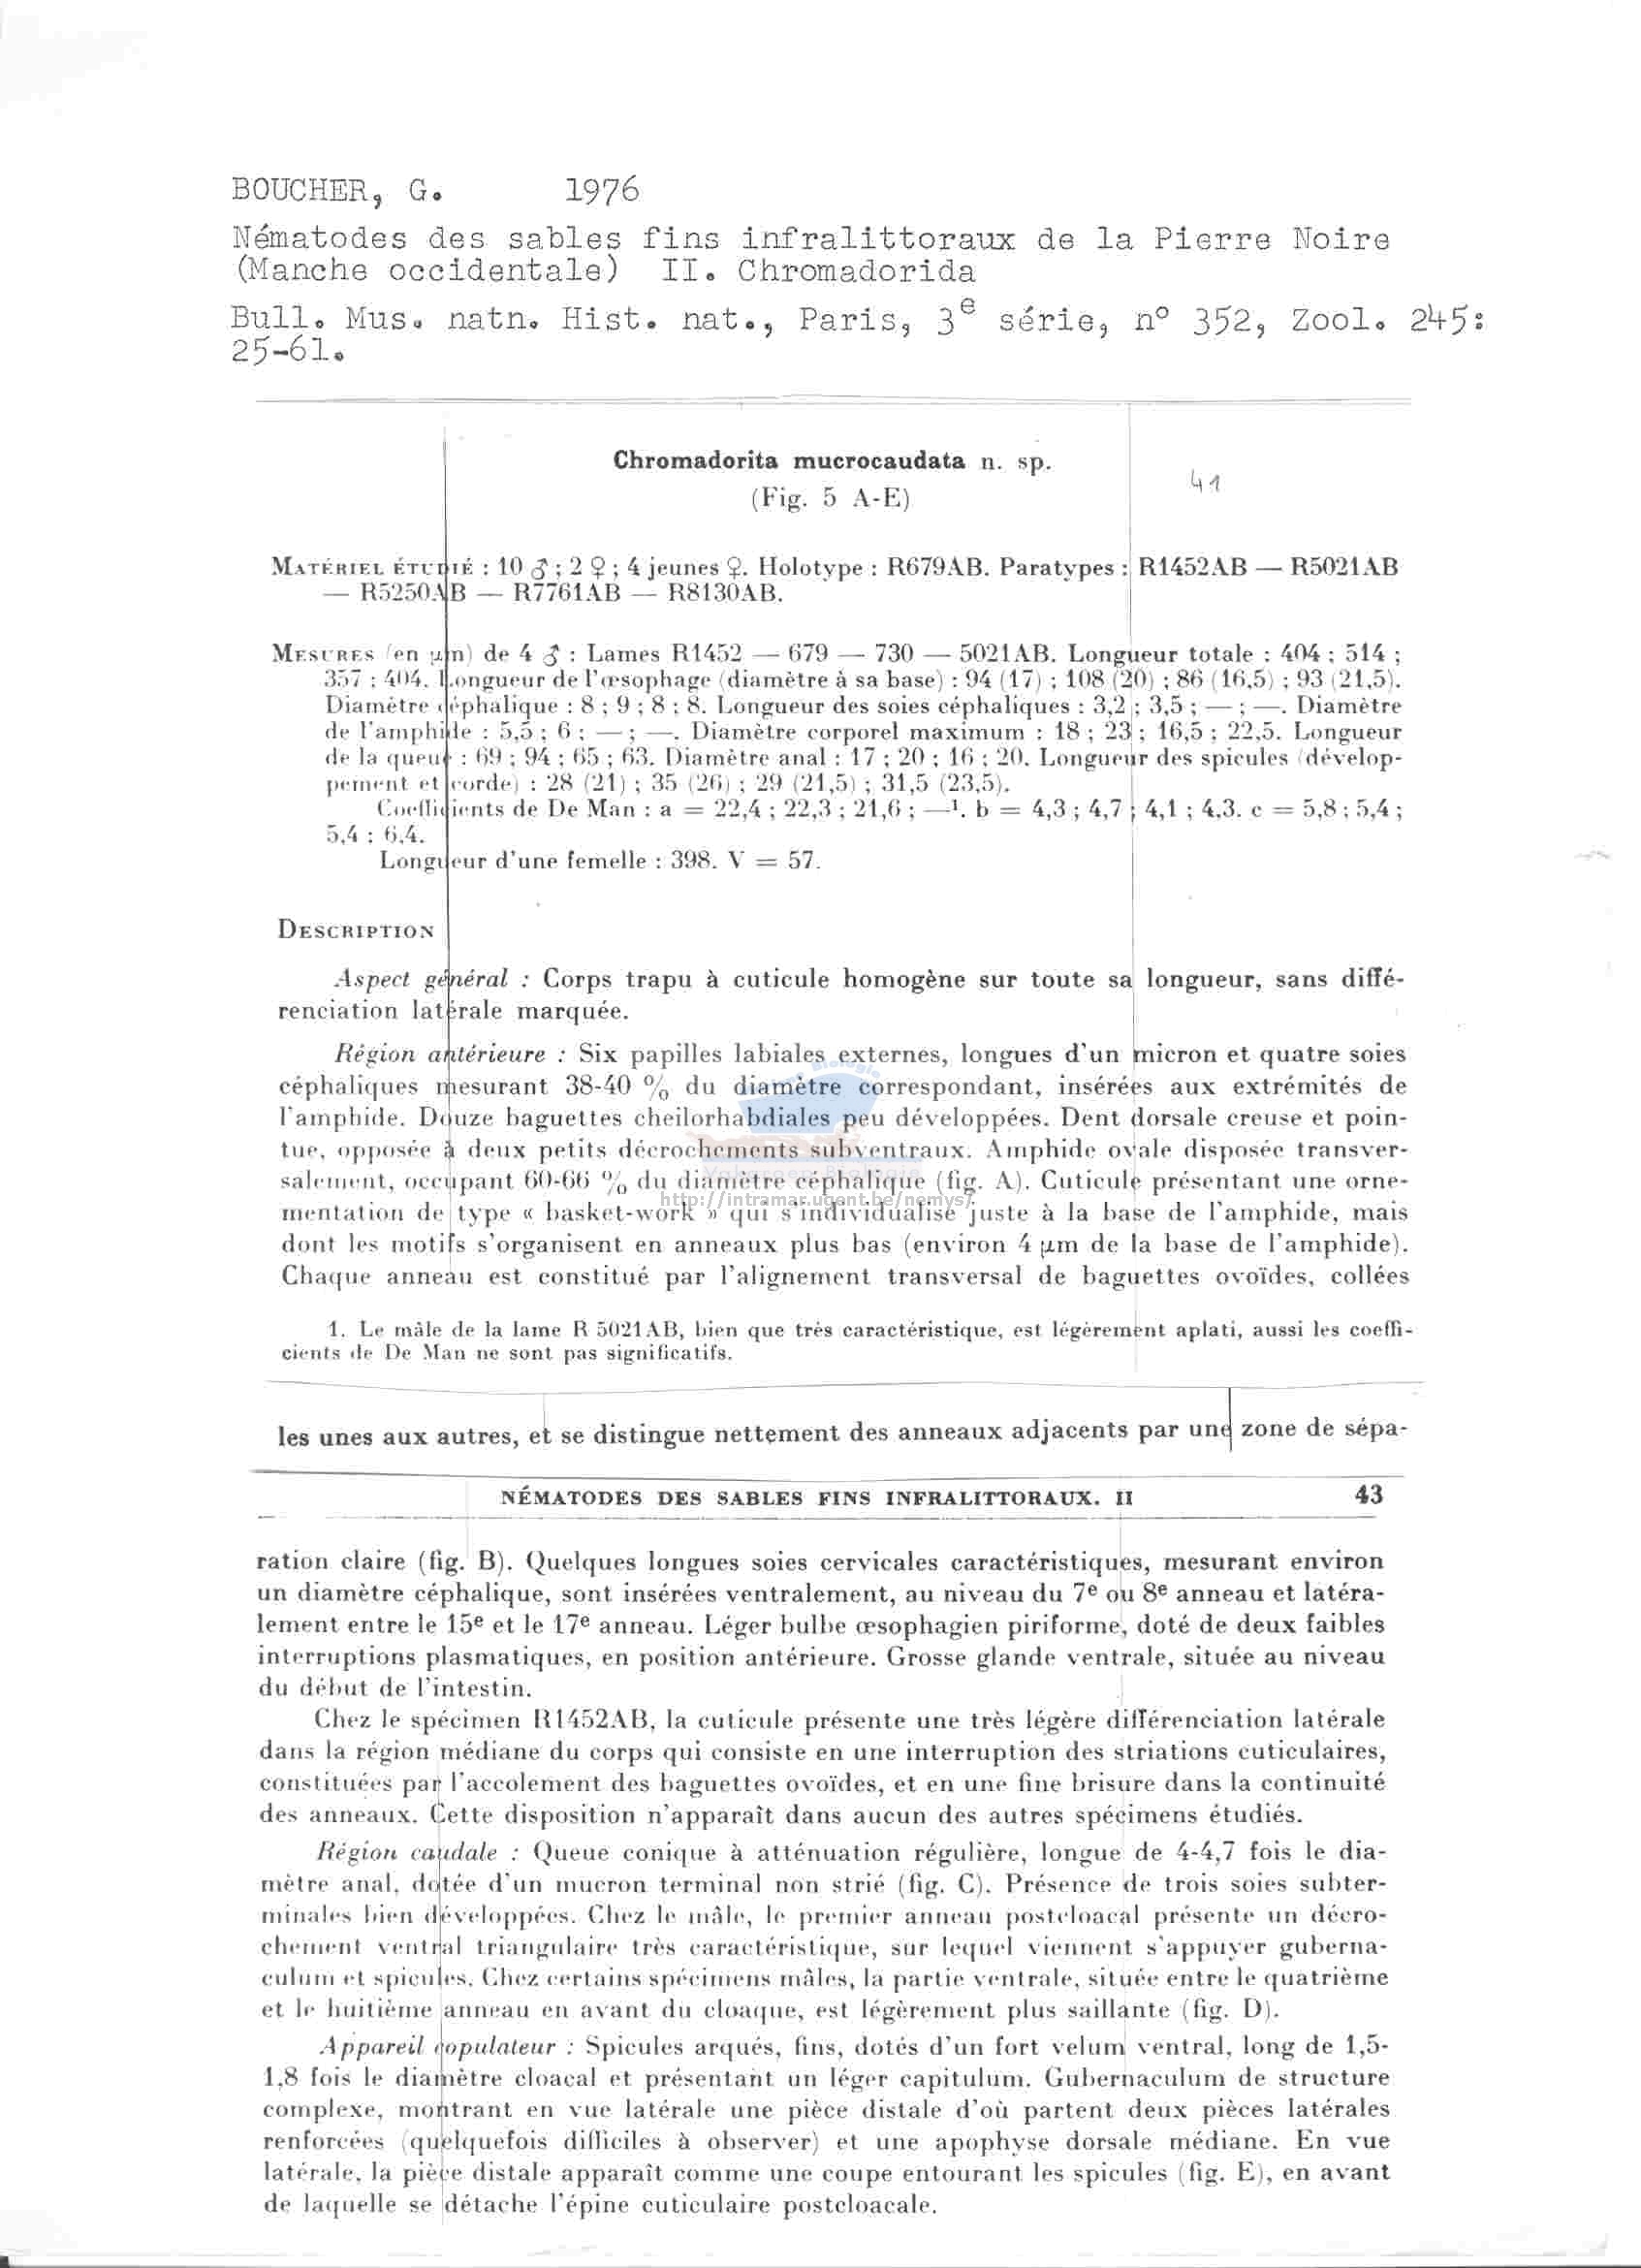 BOUCHER, G. 1976
Nématodes des sables fins infralittoraux de la Pierre Noire
(Manche occidentale) II. Chromadorida
Bull. Mus. natn. Hist. nat., Paris, 3e série, n° 352, Zool. 245:
25-61.
Chromadorita mucrocaudata n. sp.
(Fig. 5 A-E)
41
MATÉRIEL ÉTUDIÉ : 10 ♂ ; 2 ♀ ; 4 jeunes ♀. Holotype : R679AB. Paratypes : R1452AB — R5021AB
— R5250AB — R7761AB — R8130AB.
MESURES (en µm) de 4 ♂ : Lames R1452 — 679 — 730 — 5021AB. Longueur totale : 404 ; 514 ;
357 ; 404. Longueur de l'œsophage (diamètre à sa base) : 94 (17) ; 108 (20) ; 86 (16,5) ; 93 (21,5).
Diamètre céphalique : 8 ; 9 ; 8 ; 8. Longueur des soies céphaliques : 3,2 ; 3,5 ; — ; —. Diamètre
de l'amphide : 5,5 ; 6 ; — ; —. Diamètre corporel maximum : 18 ; 23 ; 16,5 ; 22,5. Longueur
de la queue : 69 ; 94 ; 65 ; 63. Diamètre anal : 17 ; 20 ; 16 ; 20. Longueur des spicules (dévelop-
pement et corde) : 28 (21) ; 35 (26) ; 29 (21,5) ; 31,5 (23,5).
Coefficients de De Man : a = 22,4 ; 22,3 ; 21,6 ; —¹. b = 4,3 ; 4,7 ; 4,1 ; 4,3. c = 5,8 ; 5,4 ;
5,4 ; 6,4.
Longueur d'une femelle : 398. V = 57.
DESCRIPTION
Aspect général : Corps trapu à cuticule homogène sur toute sa longueur, sans diffé-
renciation latérale marquée.
Région antérieure : Six papilles labiales externes, longues d'un micron et quatre soies
céphaliques mesurant 38-40 % du diamètre correspondant, insérées aux extrémités de
l'amphide. Douze baguettes cheilorhabdiales peu développées. Dent dorsale creuse et poin-
tue, opposée à deux petits décrochements subventraux. Amphide ovale disposée transver-
salement, occupant 60-66 % du diamètre céphalique (fig. A). Cuticule présentant une orne-
http://intramar.ugent.be/nemys/
mentation de type « basket-work » qui s'individualise juste à la base de l'amphide, mais
dont les motifs s'organisent en anneaux plus bas (environ 4 µm de la base de l'amphide).
Chaque anneau est constitué par l'alignement transversal de baguettes ovoïdes, collées
1. Le mâle de la lame R 5021AB, bien que très caractéristique, est légèrement aplati, aussi les coeffi-
cients de De Man ne sont pas significatifs.
les unes aux autres, et se distingue nettement des anneaux adjacents par une zone de sépa-
NÉMATODES DES SABLES FINS INFRALITTORAUX. II 43
ration claire (fig. B). Quelques longues soies cervicales caractéristiques, mesurant environ
un diamètre céphalique, sont insérées ventralement, au niveau du 7e ou 8e anneau et latéra-
lement entre le 15e et le 17e anneau. Léger bulbe œsophagien piriforme, doté de deux faibles
interruptions plasmatiques, en position antérieure. Grosse glande ventrale, située au niveau
du début de l'intestin.
Chez le spécimen R1452AB, la cuticule présente une très légère différenciation latérale
dans la région médiane du corps qui consiste en une interruption des striations cuticulaires,
constituées par l'accolement des baguettes ovoïdes, et en une fine brisure dans la continuité
des anneaux. Cette disposition n'apparaît dans aucun des autres spécimens étudiés.
Région caudale : Queue conique à atténuation régulière, longue de 4-4,7 fois le dia-
mètre anal, dotée d'un mucron terminal non strié (fig. C). Présence de trois soies subter-
minales bien développées. Chez le mâle, le premier anneau postcloacal présente un décro-
chement ventral triangulaire très caractéristique, sur lequel viennent s'appuyer guberna-
culum et spicules. Chez certains spécimens mâles, la partie ventrale, située entre le quatrième
et le huitième anneau en avant du cloaque, est légèrement plus saillante (fig. D).
Appareil copulateur : Spicules arqués, fins, dotés d'un fort velum ventral, long de 1,5-
1,8 fois le diamètre cloacal et présentant un léger capitulum. Gubernaculum de structure
complexe, montrant en vue latérale une pièce distale d'où partent deux pièces latérales
renforcées (quelquefois difficiles à observer) et une apophyse dorsale médiane. En vue
latérale, la pièce distale apparaît comme une coupe entourant les spicules (fig. E), en avant
de laquelle se détache l'épine cuticulaire postcloacale.